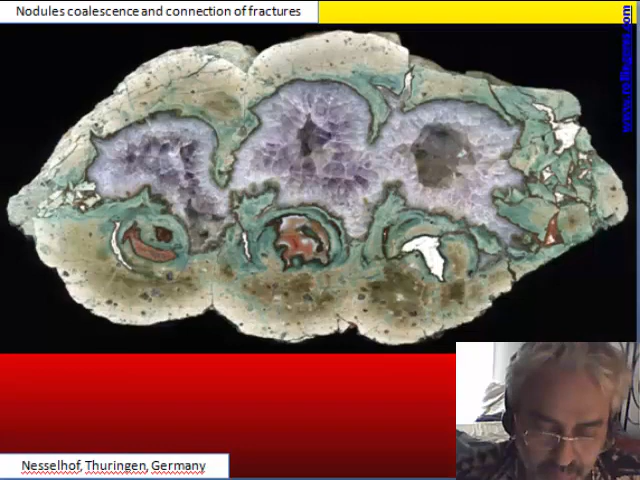 Nodules coalescence and connection of fractures
Nesselhof, Thuringen, Germany